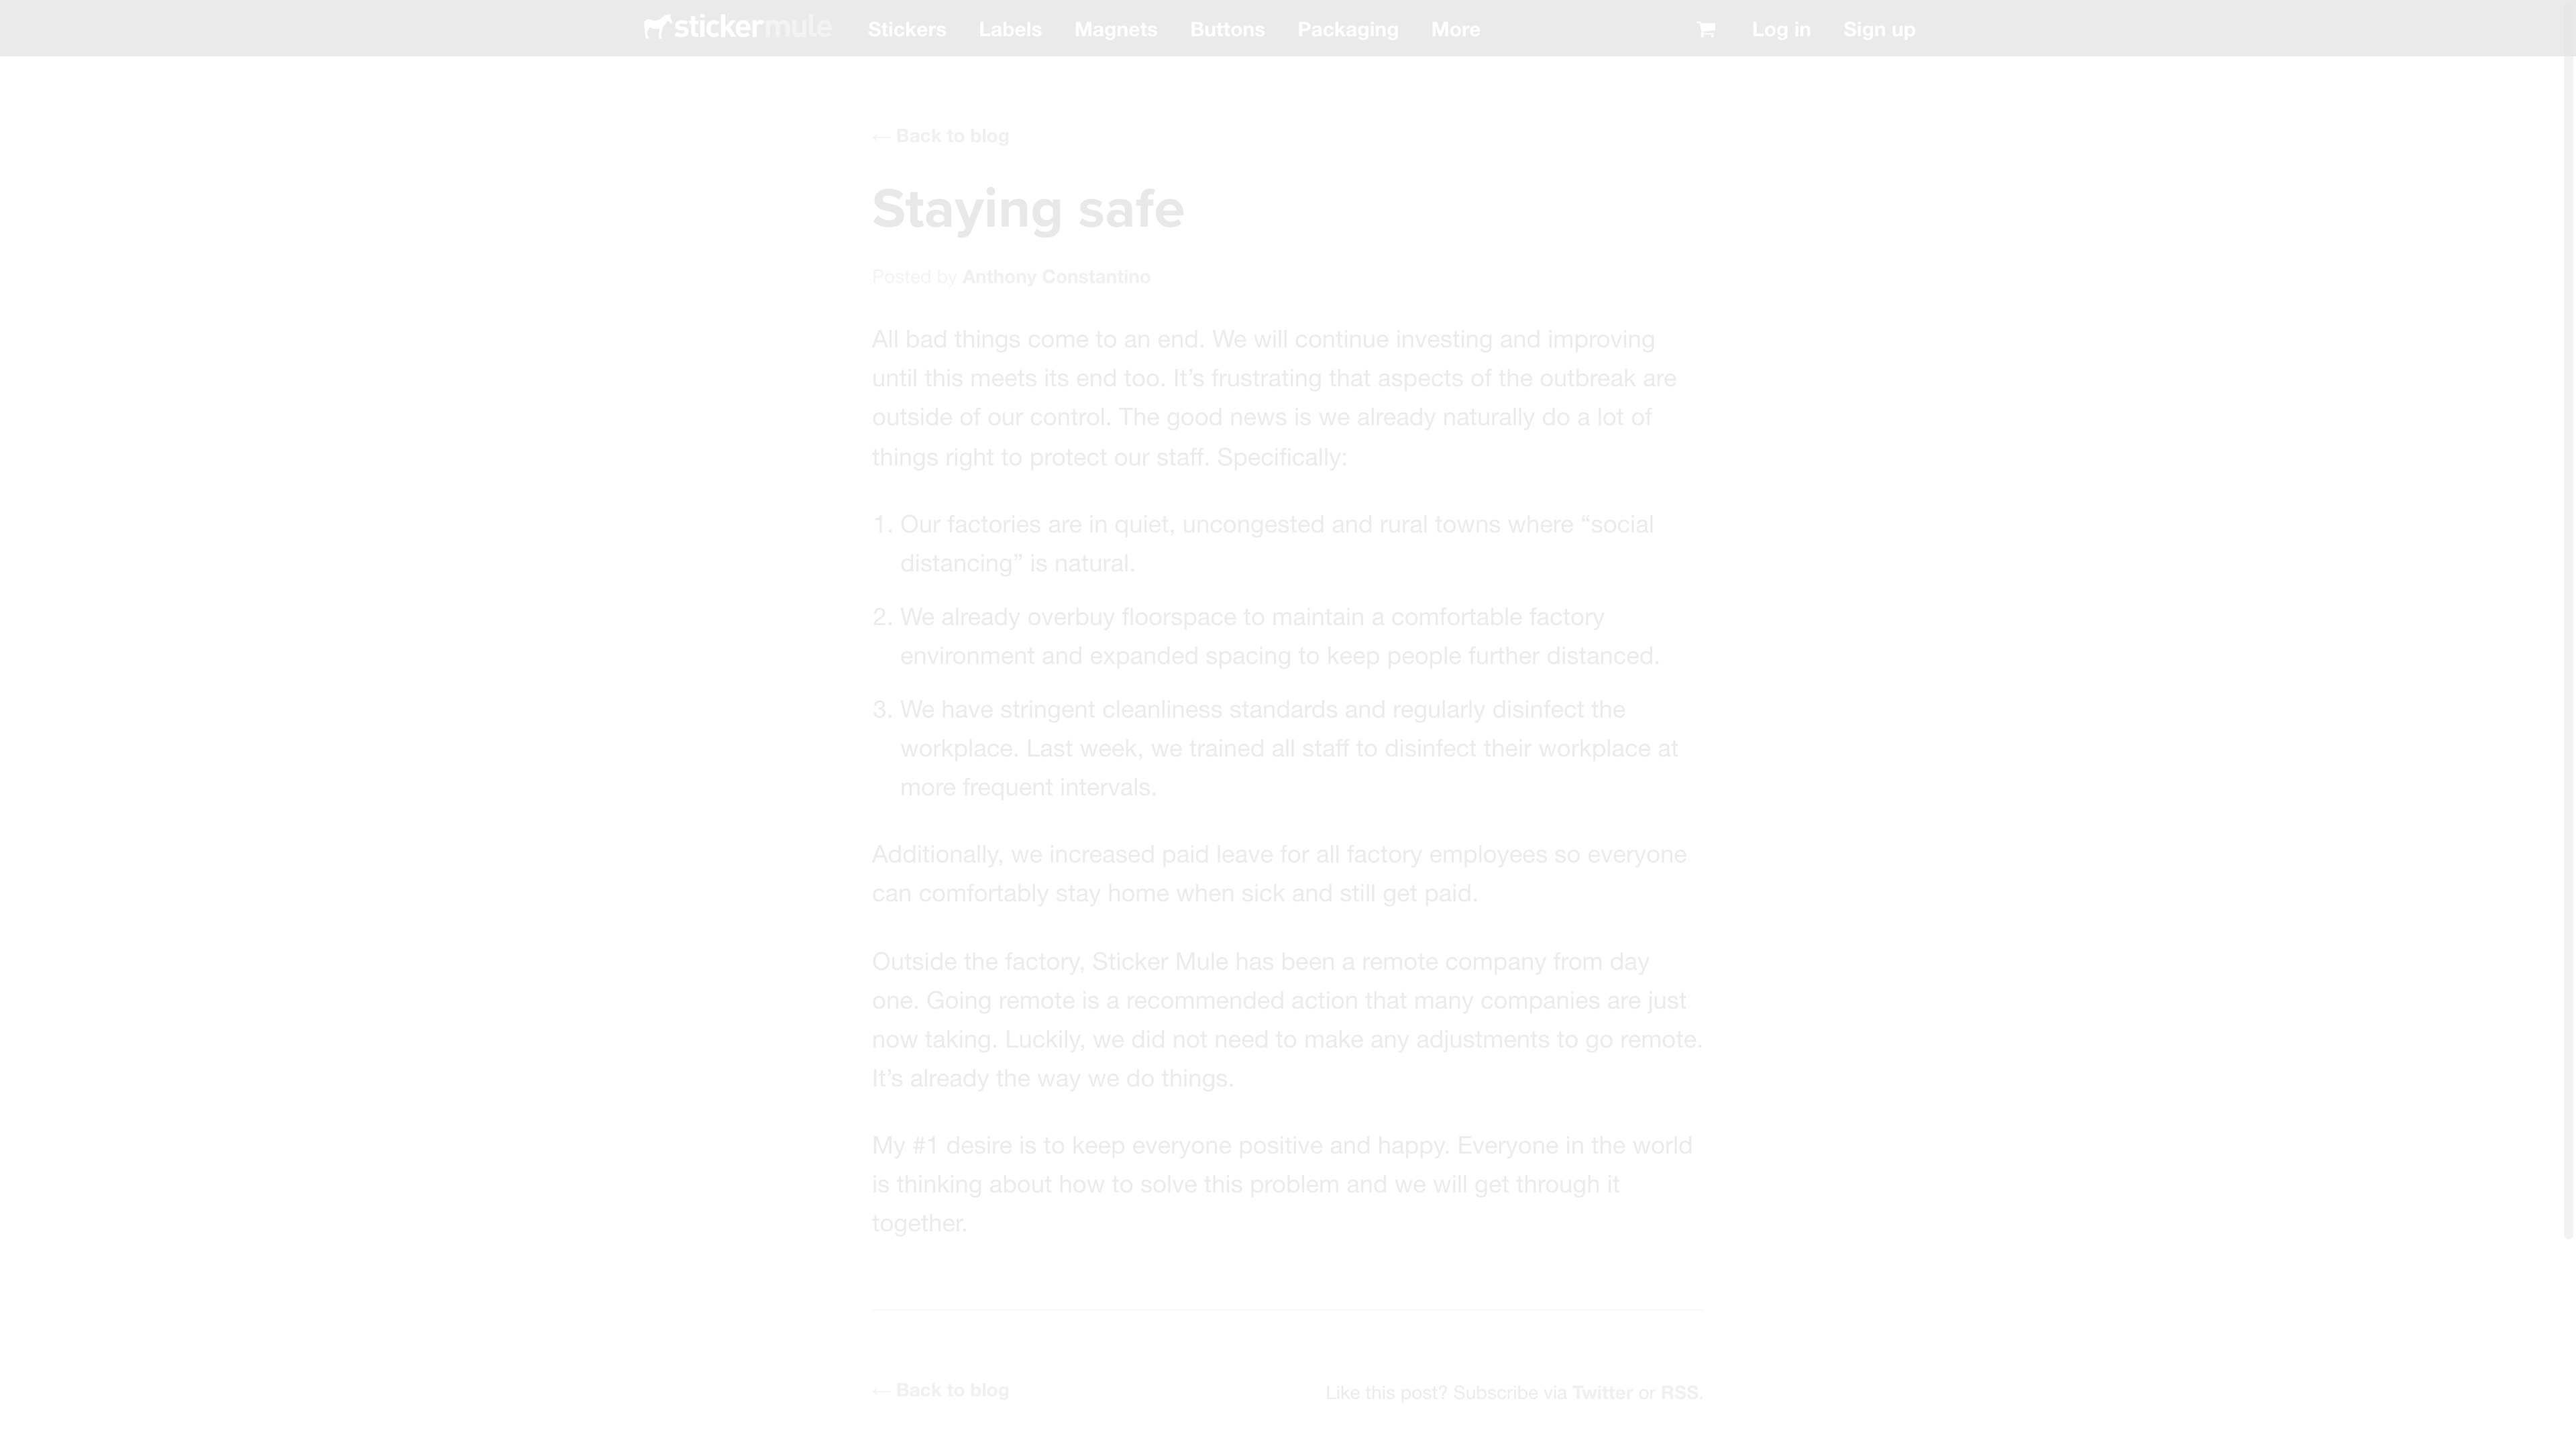 stickermule Stickers Labels Magnets Buttons Packaging More Log in Sign up
← Back to blog
Staying safe
Posted by Anthony Constantino
All bad things come to an end. We will continue investing and improving
until this meets its end too. It’s frustrating that aspects of the outbreak are
outside of our control. The good news is we already naturally do a lot of
things right to protect our staff. Specifically:
1. Our factories are in quiet, uncongested and rural towns where “social
distancing” is natural.
2. We already overbuy floorspace to maintain a comfortable factory
environment and expanded spacing to keep people further distanced.
3. We have stringent cleanliness standards and regularly disinfect the
workplace. Last week, we trained all staff to disinfect their workplace at
more frequent intervals.
Additionally, we increased paid leave for all factory employees so everyone
can comfortably stay home when sick and still get paid.
Outside the factory, Sticker Mule has been a remote company from day
one. Going remote is a recommended action that many companies are just
now taking. Luckily, we did not need to make any adjustments to go remote.
It’s already the way we do things.
My #1 desire is to keep everyone positive and happy. Everyone in the world
is thinking about how to solve this problem and we will get through it
together.
← Back to blog Like this post? Subscribe via Twitter or RSS.